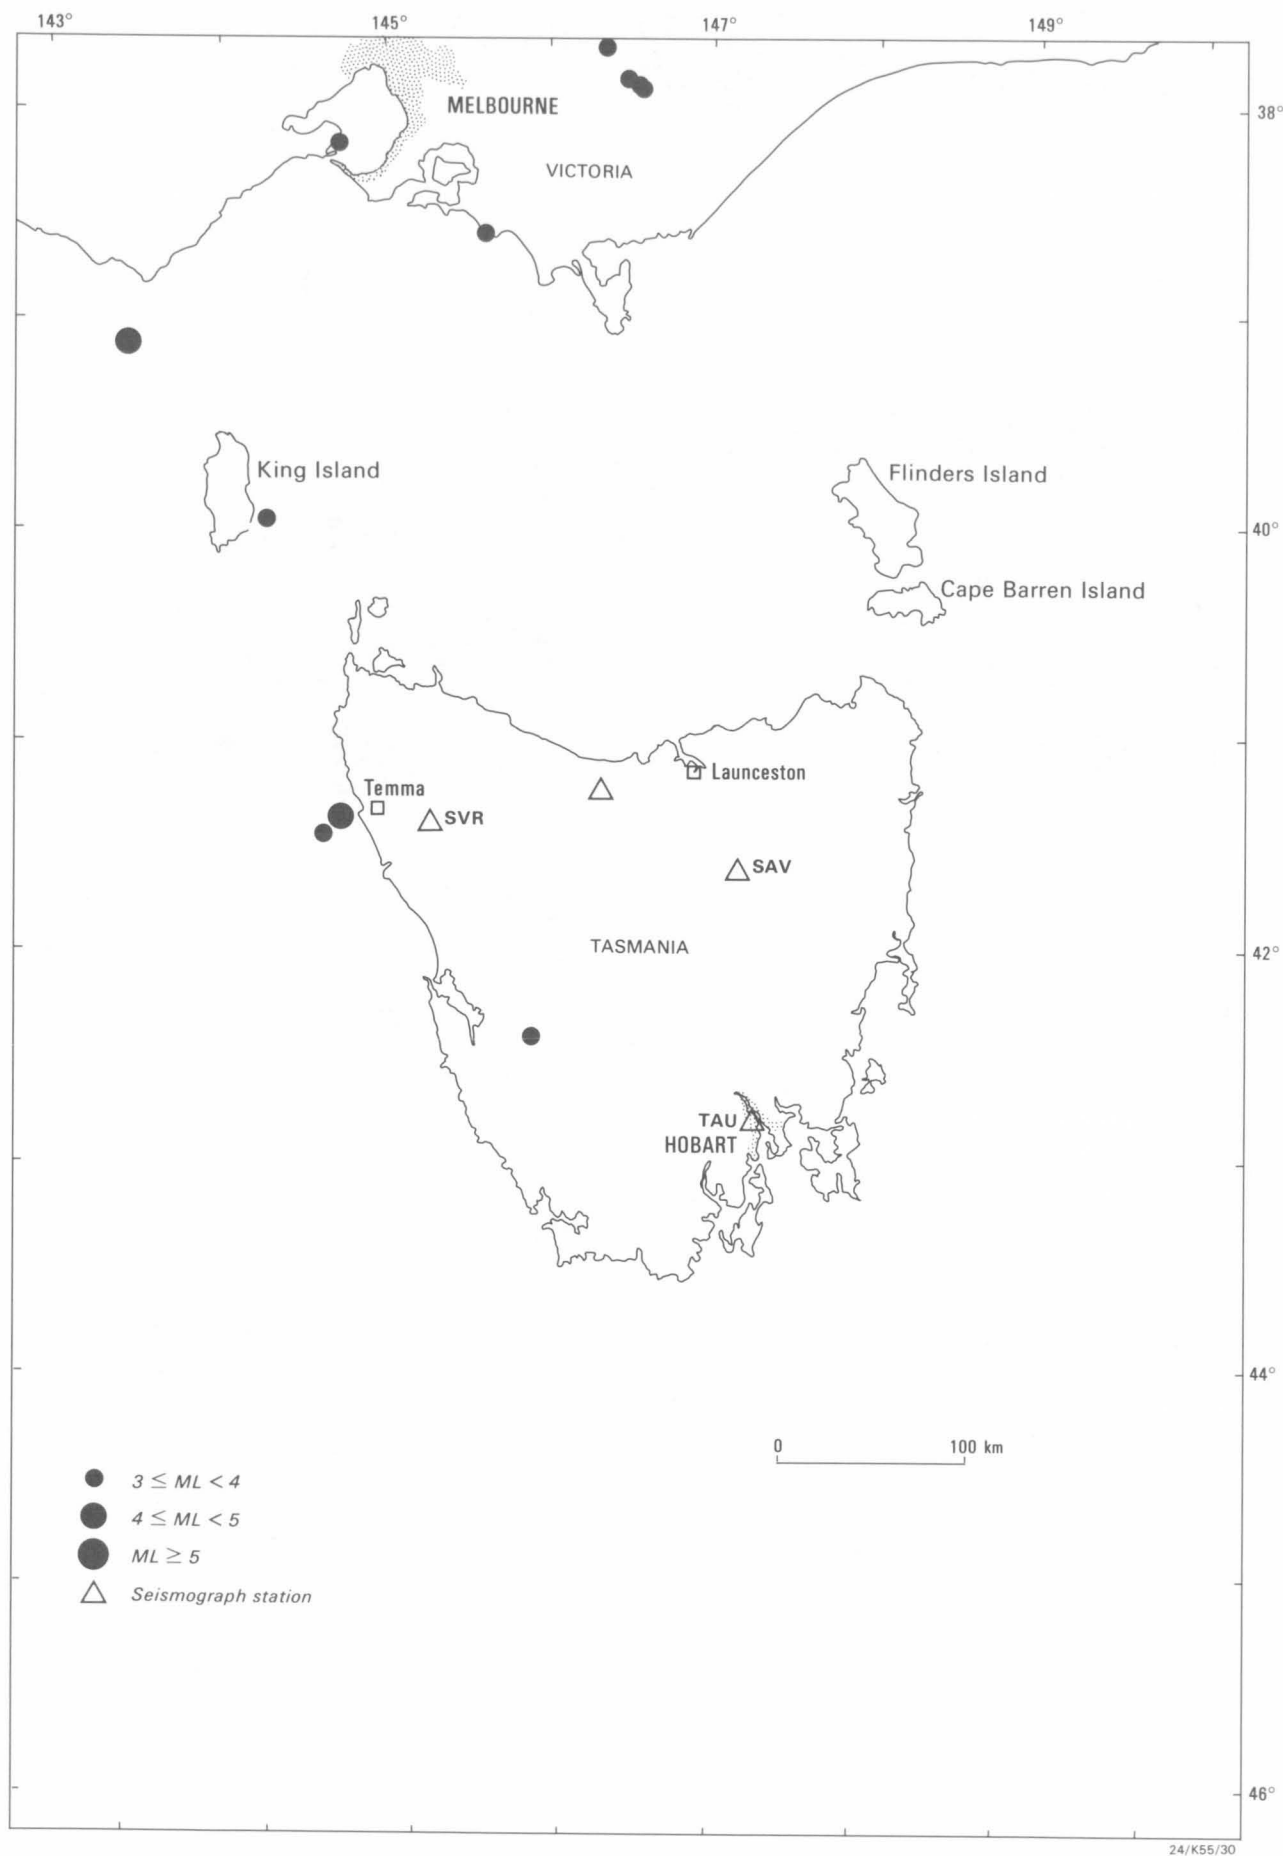 143° 145° 147° 149°
MELBOURNE
38°
VICTORIA
King Island
Flinders Island
40°
Cape Barren Island
Launceston
Temma
SVR
SAV
TASMANIA
42°
TAU
HOBART
44°
0 100 km
3 ≤ ML < 4
4 ≤ ML < 5
ML ≥ 5
Seismograph station
46°
24/K55/30